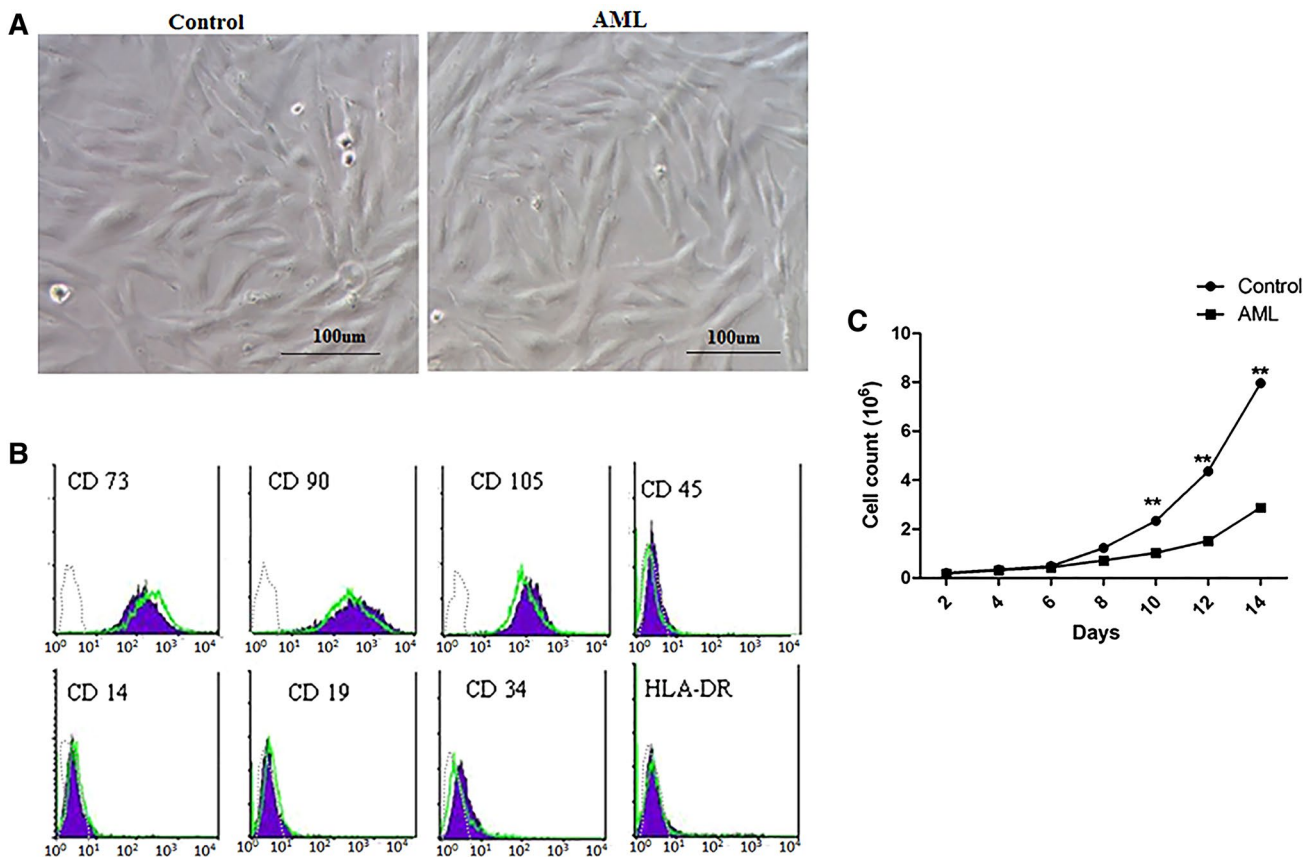 A
Control
AML
100um
100um
B
CD 73
CD 90
CD 105
CD 45
10⁰ 10¹ 10² 10³ 10⁴
10⁰ 10¹ 10² 10³ 10⁴
10⁰ 10¹ 10² 10³ 10⁴
10⁰ 10¹ 10² 10³ 10⁴
CD 14
CD 19
CD 34
HLA-DR
10⁰ 10¹ 10² 10³ 10⁴
10⁰ 10¹ 10² 10³ 10⁴
10⁰ 10¹ 10² 10³ 10⁴
10⁰ 10¹ 10² 10³ 10⁴
C
Control
AML
Cell count (10⁶)
10
8
6
4
2
0
**
**
**
2 4 6 8 10 12 14
Days